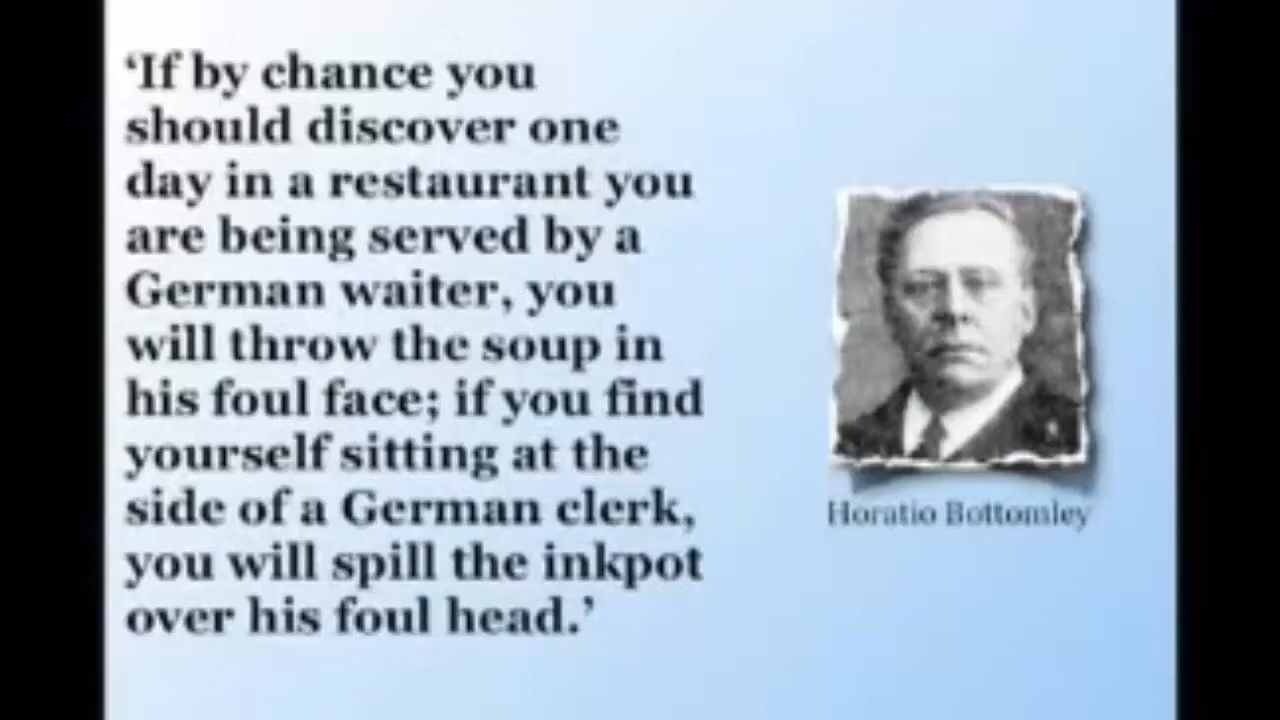 ‘If by chance you
should discover one
day in a restaurant you
are being served by a
German waiter, you
will throw the soup in
his foul face; if you find
yourself sitting at the
side of a German clerk,
you will spill the inkpot
over his foul head.’
Horatio Bottomley